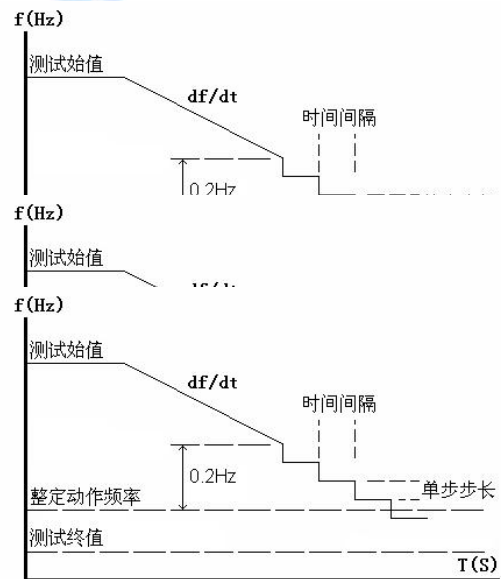 f(Hz)
测试始值
df/dt
时间间隔
0.2Hz
f(Hz)
测试始值
f(Hz)
测试始值
df/dt
时间间隔
0.2Hz
单步步长
整定动作频率
测试终值
T(S)